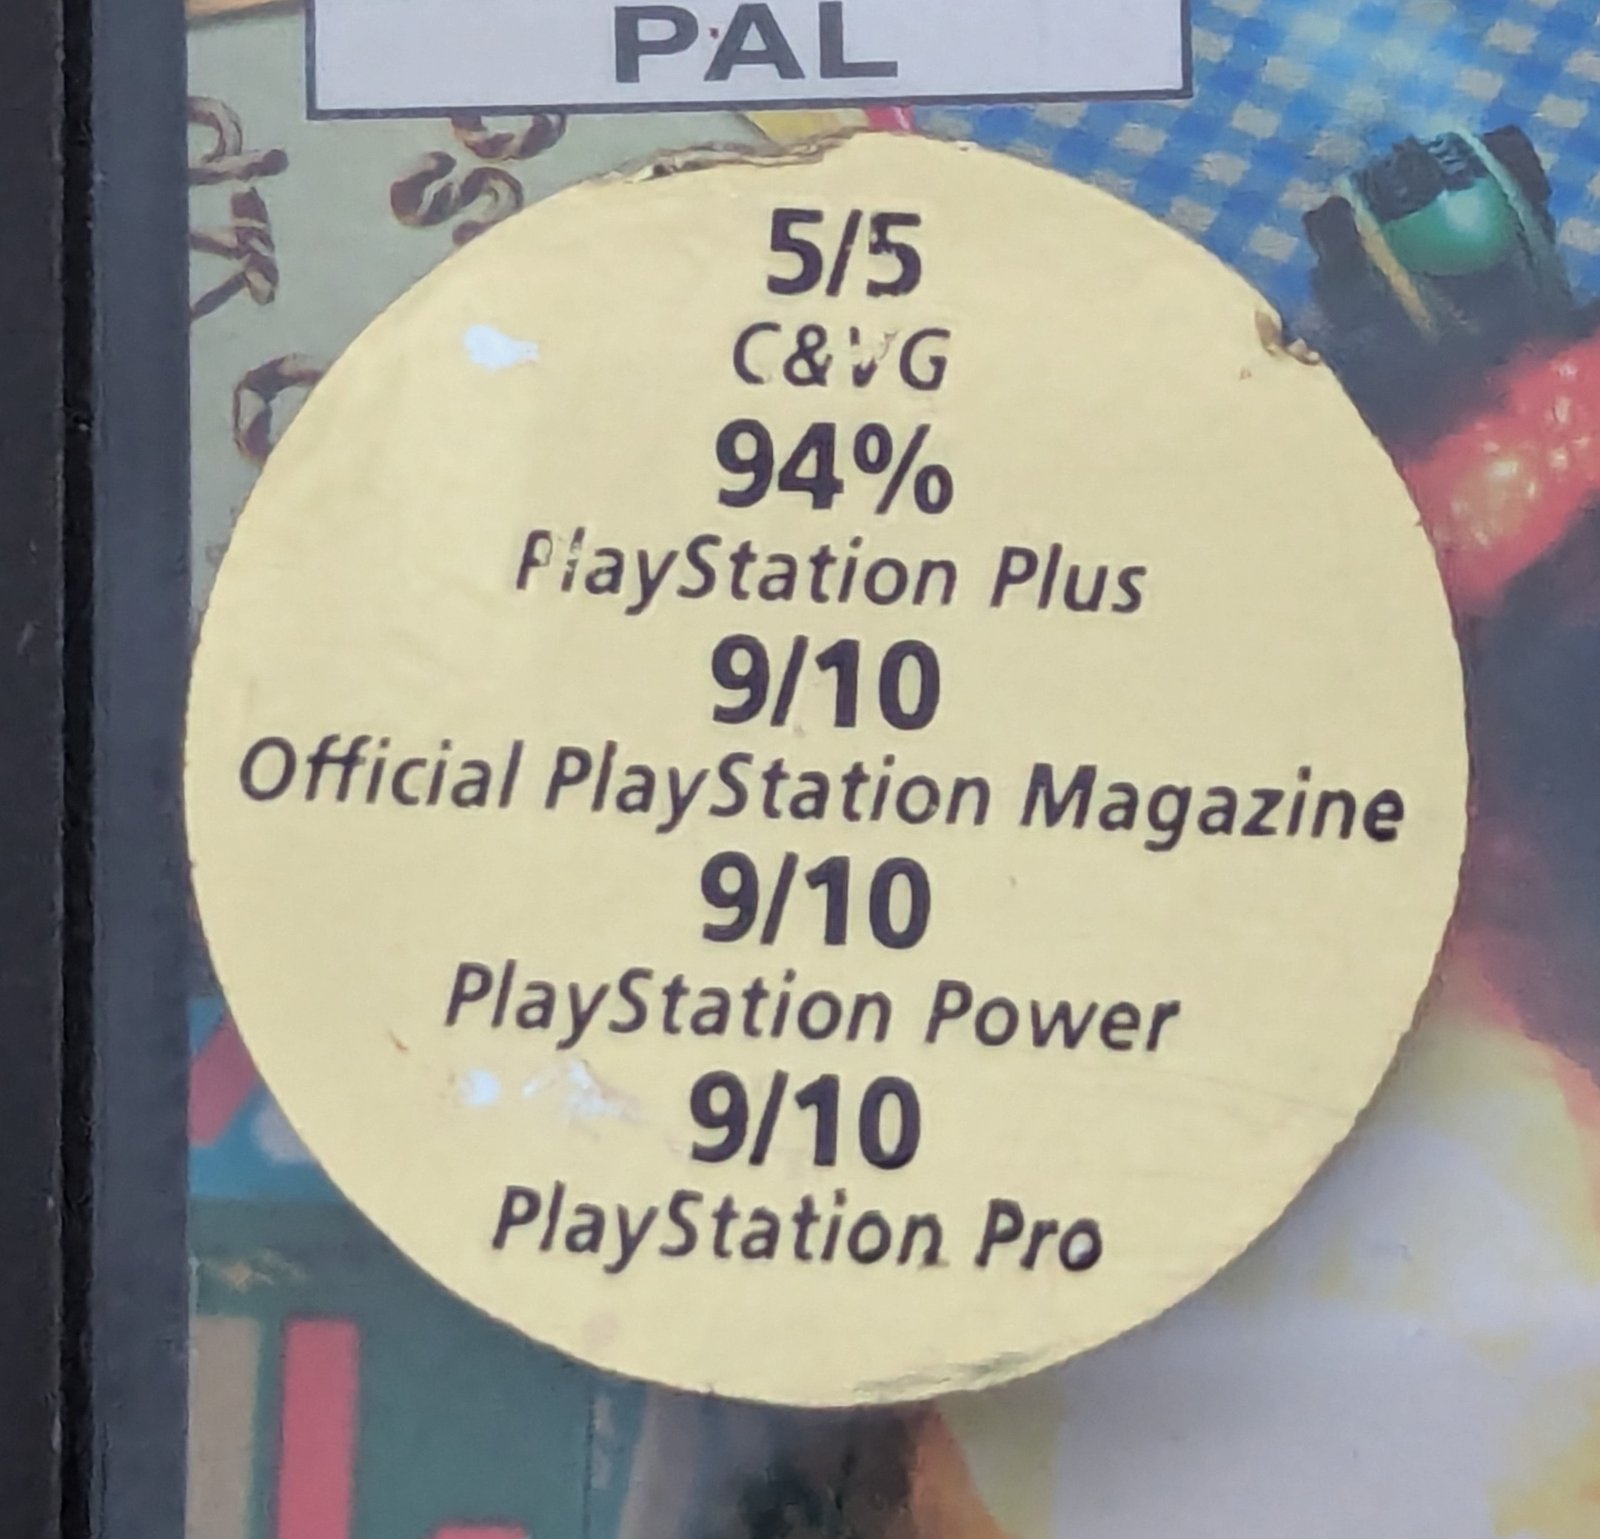 PAL
5/5
C&VG
94%
PlayStation Plus
9/10
Official PlayStation Magazine
9/10
PlayStation Power
9/10
PlayStation Pro